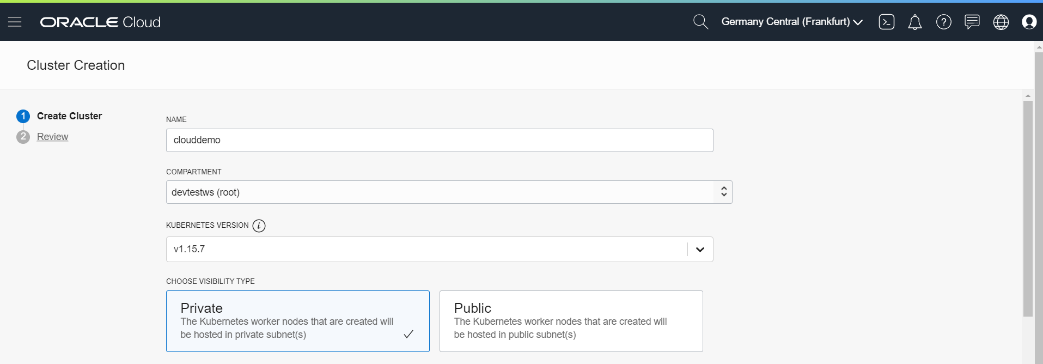 ORACLE Cloud
Germany Central (Frankfurt)
Cluster Creation
1 Create Cluster
2 Review
NAME
clouddemo
COMPARTMENT
devtestws (root)
KUBERNETES VERSION i
v1.15.7
CHOOSE VISIBILITY TYPE
Private
The Kubernetes worker nodes that are created will
be hosted in private subnet(s)
Public
The Kubernetes worker nodes that are created will
be hosted in public subnet(s)